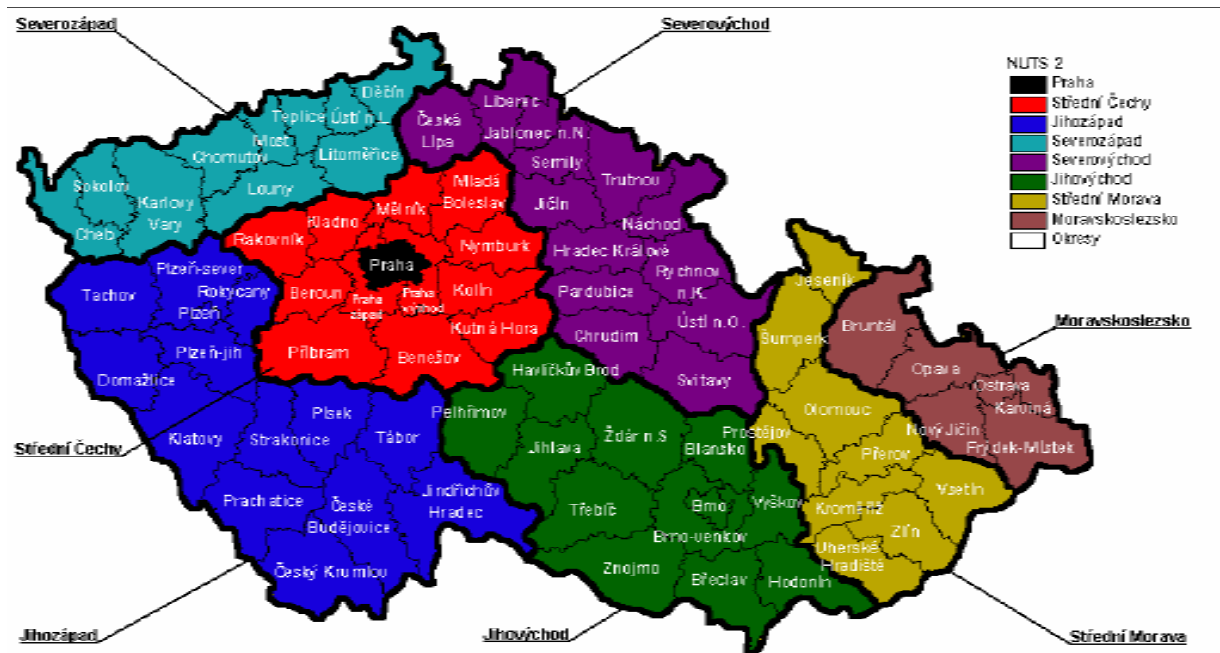 Severozápad
Severovýchod
NUTS 2
Praha
Střední Čechy
Jihozápad
Severozápad
Severovýchod
Jihovýchod
Střední Morava
Moravskoslezsko
Okresy
Děčín
Teplice
Ústí n.L.
Most
Chomutov
Litoměřice
Louny
Sokolov
Karlovy
Vary
Cheb
Česká
Lípa
Liberec
Jablonec n.N.
Semily
Trutnov
Jičín
Náchod
Hradec Králové
Rychnov
n.K.
Pardubice
Ústí n.O.
Chrudim
Svitavy
Mladá
Boleslav
Mělník
Kladno
Rakovník
Nymburk
Praha
Beroun
Praha
západ
Praha
východ
Kolín
Kutná Hora
Příbram
Benešov
Plzeň-sever
Tachov
Rokycany
Plzeň
Plzeň-jih
Domažlice
Klatovy
Písek
Strakonice
Tábor
Prachatice
České
Budějovice
Jindřichův
Hradec
Český Krumlov
Havlíčkův Brod
Pelhřimov
Jihlava
Žďár n.S
Blansko
Třebíč
Brno
Vyškov
Brno-venkov
Znojmo
Břeclav
Hodonín
Jeseník
Šumperk
Olomouc
Prostějov
Přerov
Vsetín
Kroměříž
Zlín
Uherské
Hradiště
Bruntál
Opava
Ostrava
Karviná
Nový Jičín
Frýdek-Místek
Moravskoslezsko
Střední Čechy
Jihozápad
Jihovýchod
Střední Morava